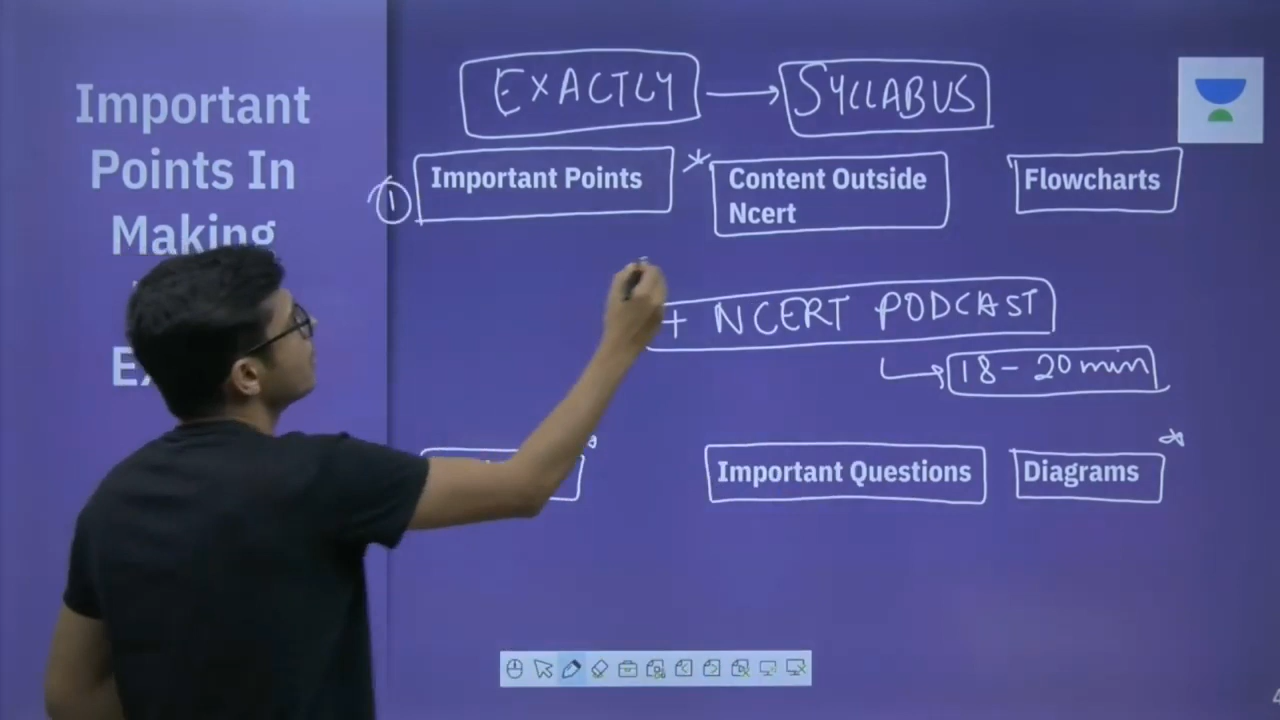 Important
Points In
Making
EXACTLY → SYLLABUS
① Important Points
* Content Outside
Ncert
Flowcharts
+ NCERT PODCAST
18 - 20 min
Important Questions
Diagrams *